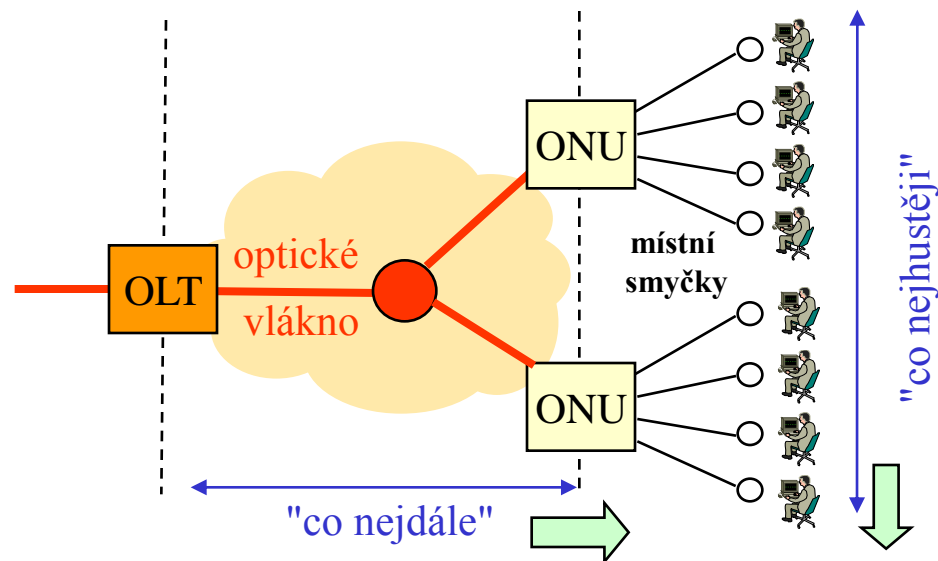 ONU
optické
místní
smyčky
OLT
vlákno
ONU
"co nejdále"
"co nejhustěji"